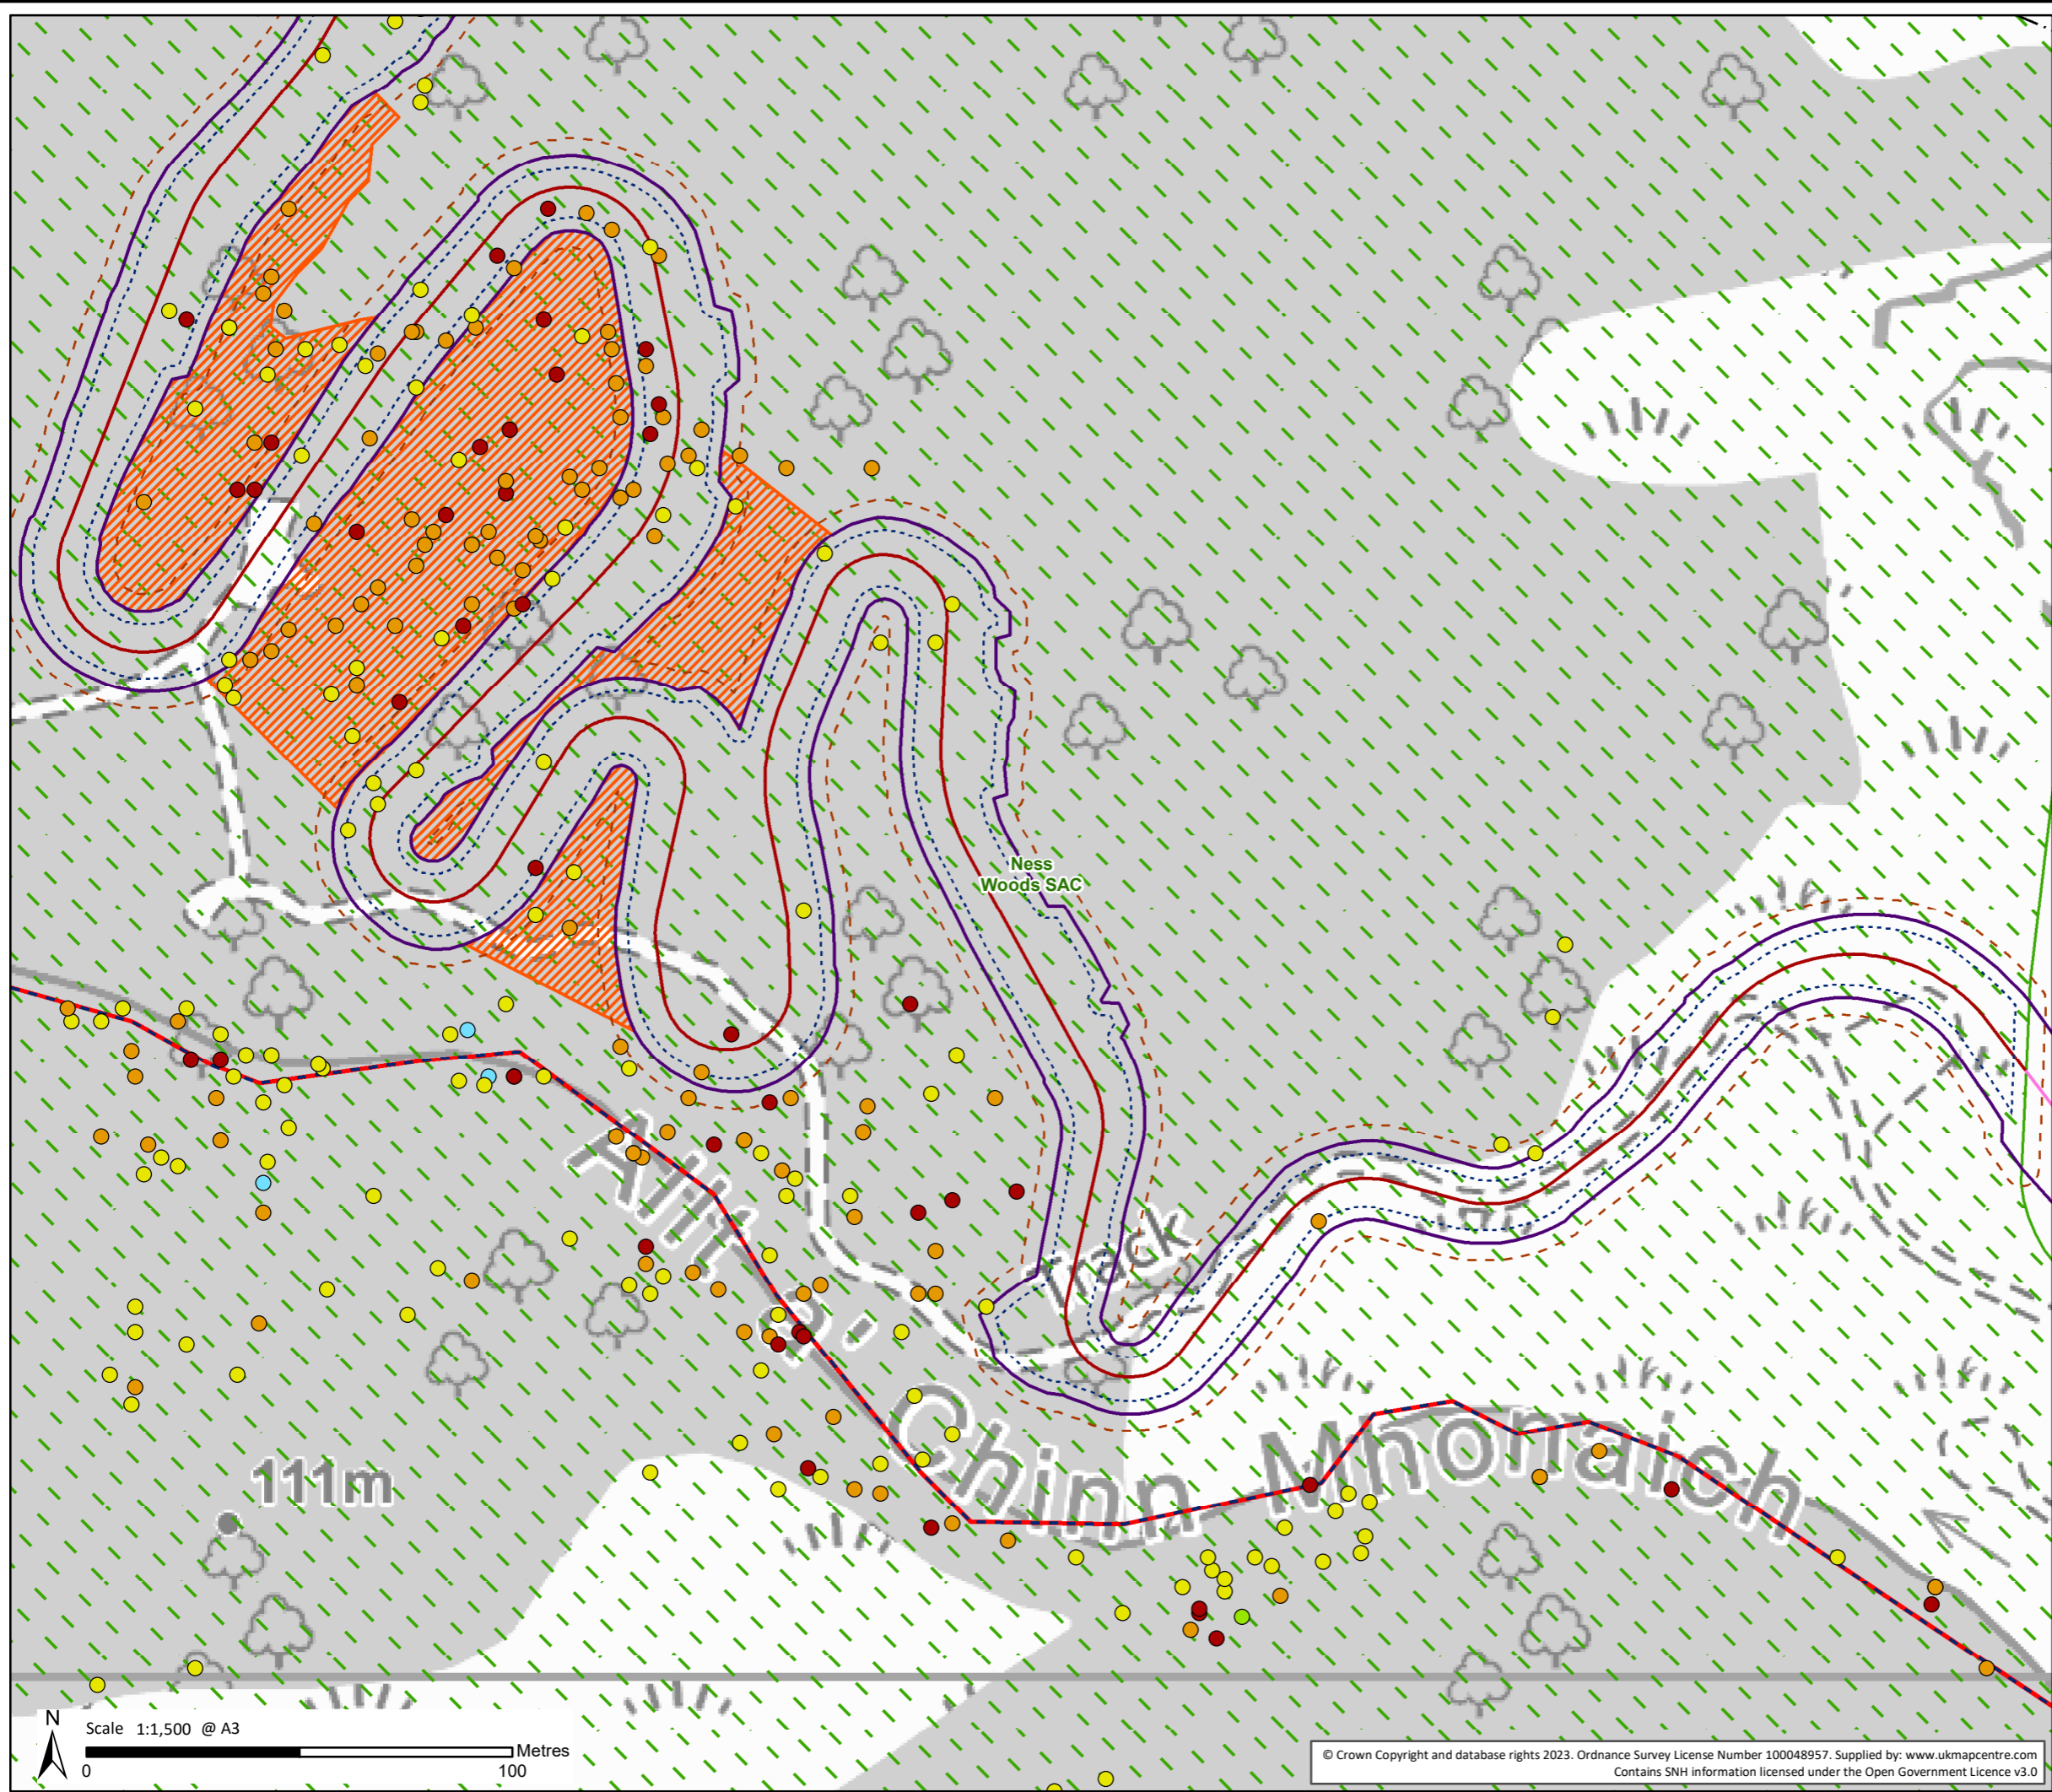 Ness
Woods SAC
Track
Allt
a'
Chinn
Mhonaich
111m
N
Scale 1:1,500 @ A3
Metres
0
100
© Crown Copyright and database rights 2023. Ordnance Survey License Number 100048957. Supplied by: www.ukmapcentre.com
Contains SNH information licensed under the Open Government Licence v3.0